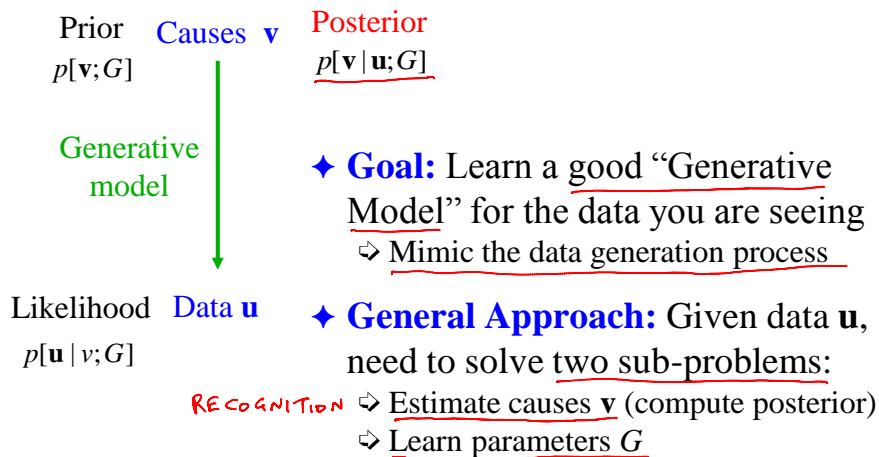 Prior Causes v Posterior
p[v;G] p[v|u;G]
Generative
model
✦ Goal: Learn a good “Generative
Model” for the data you are seeing
➪ Mimic the data generation process
Likelihood Data u
p[u|v;G]
✦ General Approach: Given data u,
need to solve two sub-problems:
RECOGNITION ➪ Estimate causes v (compute posterior)
➪ Learn parameters G